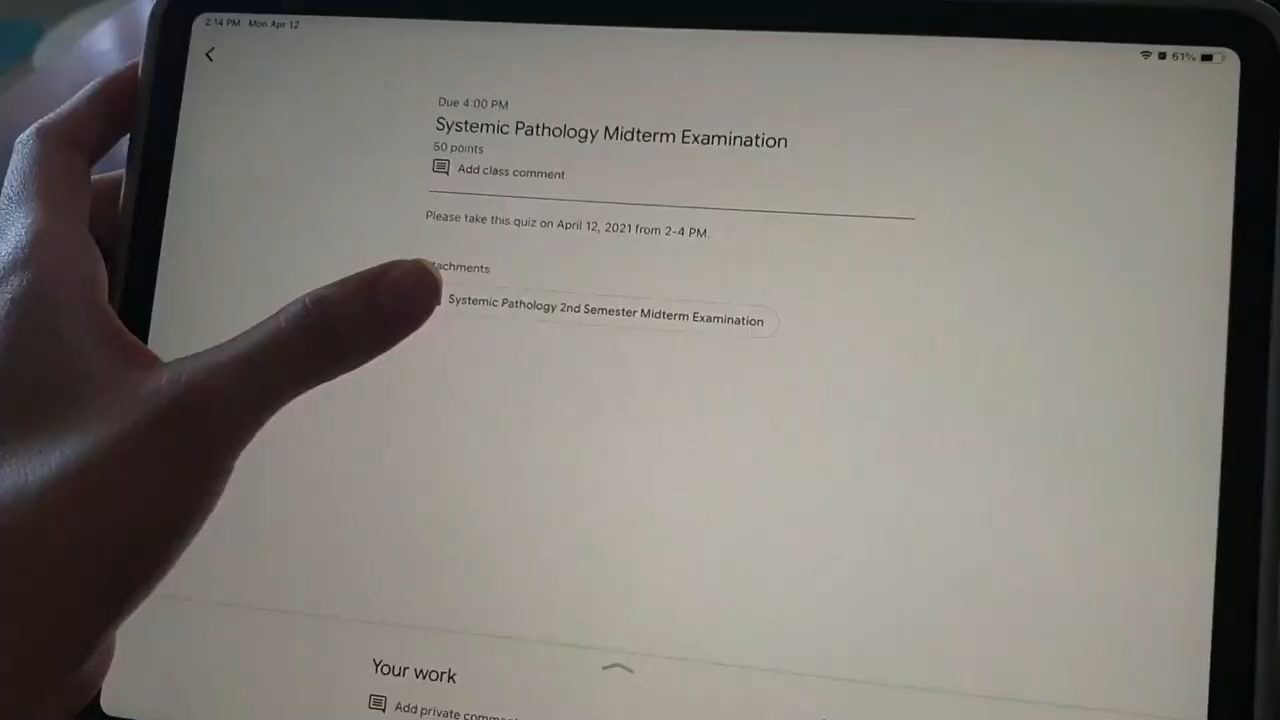 2:14 PM Mon Apr 12
61%
Due 4:00 PM
Systemic Pathology Midterm Examination
50 points
Add class comment
Please take this quiz on April 12, 2021 from 2-4 PM.
tachments
Systemic Pathology 2nd Semester Midterm Examination
Your work
Add private comme